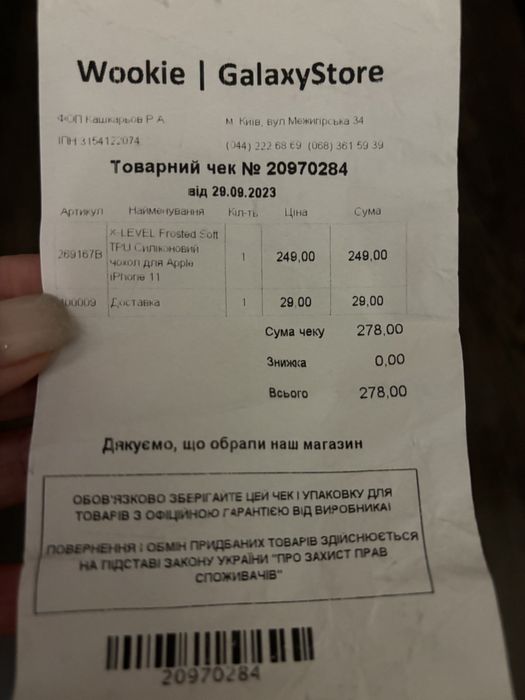 Wookie | GalaxyStore
ФОП Кашкарьов Р А м Київ, вул Межигірська 34
ІПН 3154122074 (044) 222 68 69 (068) 361 59 39
Товарний чек № 20970284
від 29.09.2023
Артикул Найменування Кіл-ть Ціна Сума
X-LEVEL Frosted Soft
TPU Силіконовий
269167B 1 249,00 249,00
чохол для Apple
iPhone 11
Доставка 1 29,00 29,00
Сума чеку 278,00
Знижка 0,00
Всього 278,00
Дякуємо, що обрали наш магазин
ОБОВ'ЯЗКОВО ЗБЕРІГАЙТЕ ЦЕЙ ЧЕК І УПАКОВКУ ДЛЯ
ТОВАРІВ З ОФІЦІЙНОЮ ГАРАНТІЄЮ ВІД ВИРОБНИКА!
ПОВЕРНЕННЯ І ОБМІН ПРИДБАНИХ ТОВАРІВ ЗДІЙСНЮЄТЬСЯ
НА ПІДСТАВІ ЗАКОНУ УКРАЇНИ "ПРО ЗАХИСТ ПРАВ
СПОЖИВАЧІВ"
20970284